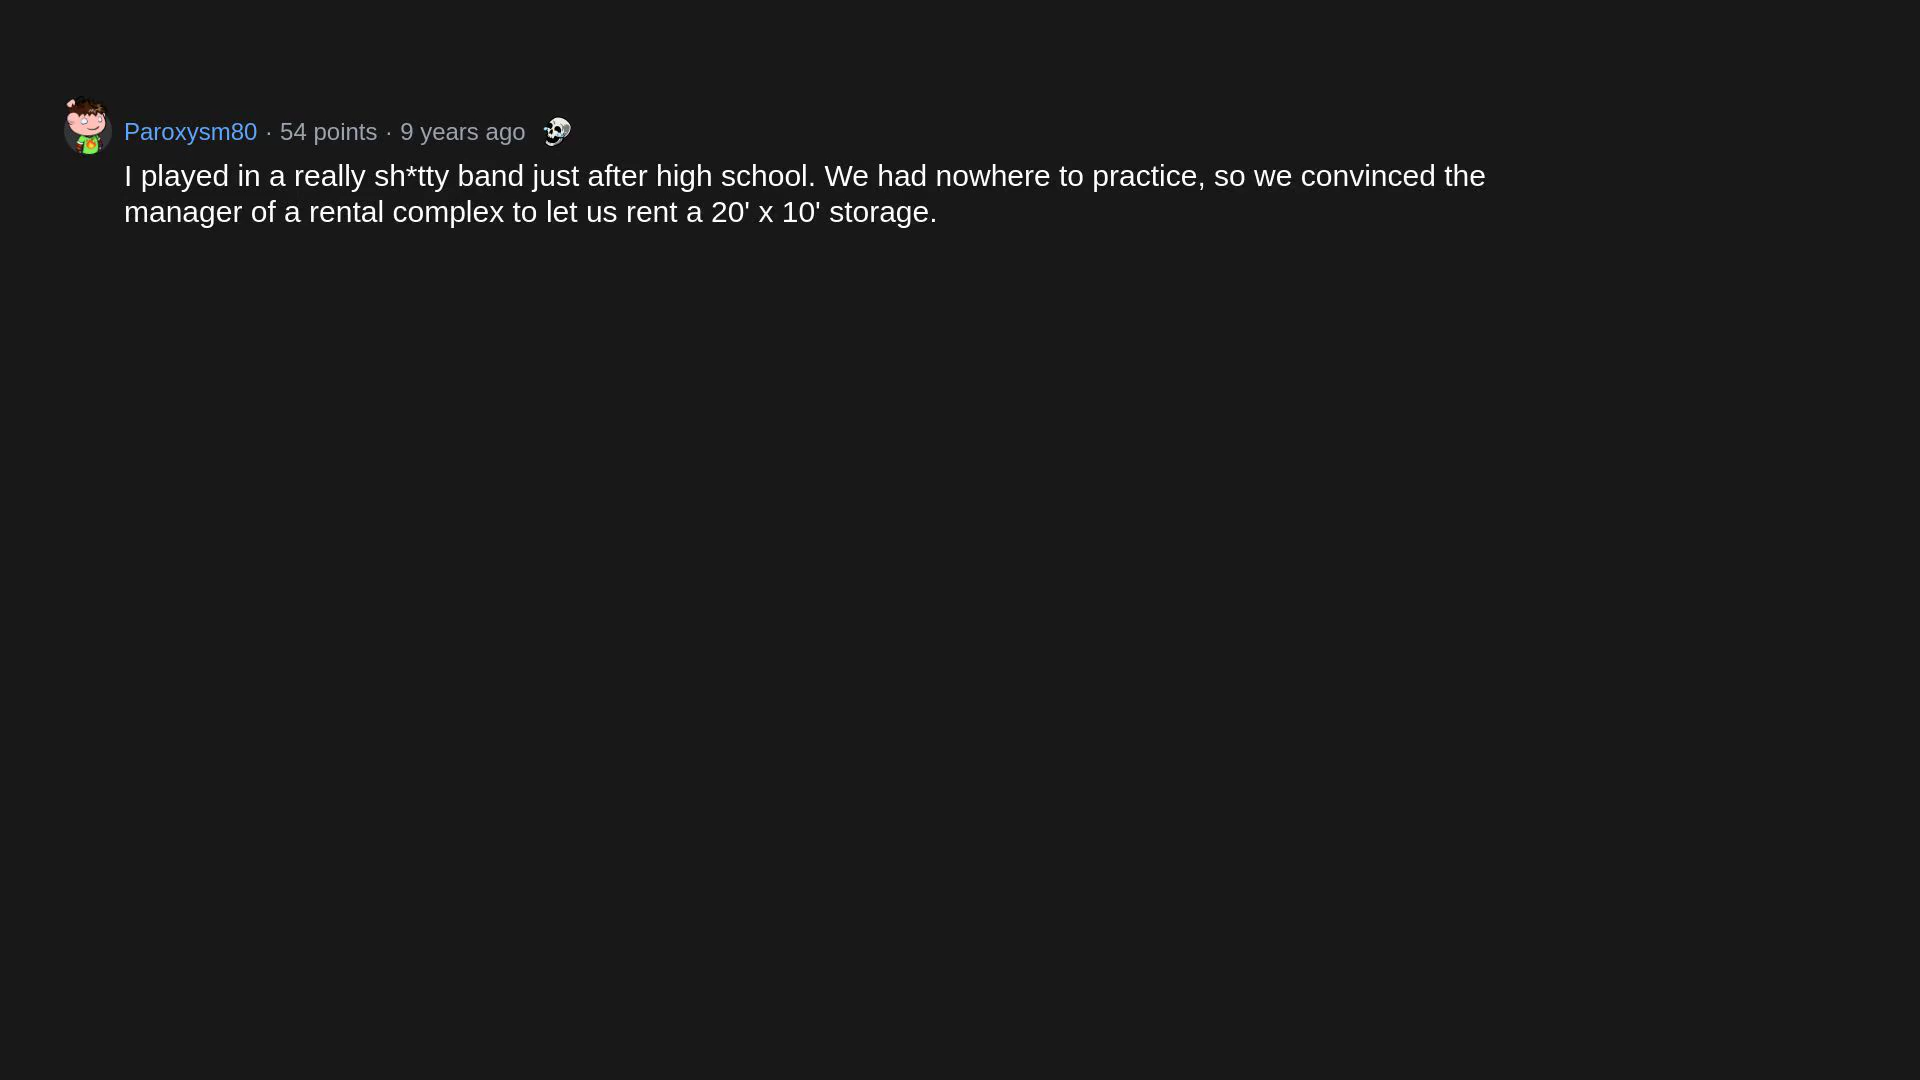 Paroxysm80 · 54 points · 9 years ago
I played in a really sh*tty band just after high school. We had nowhere to practice, so we convinced the
manager of a rental complex to let us rent a 20' x 10' storage.